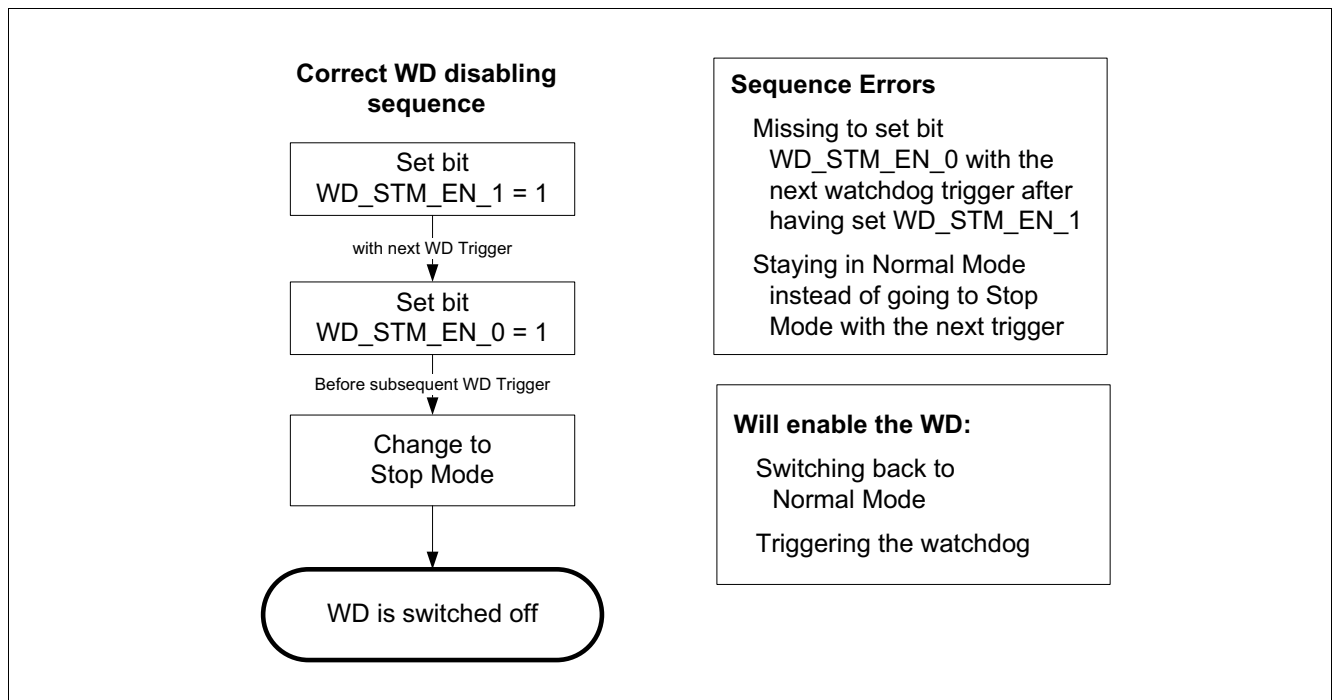 Correct WD disabling
sequence
Set bit
WD_STM_EN_1 = 1
with next WD Trigger
Set bit
WD_STM_EN_0 = 1
Before subsequent WD Trigger
Change to
Stop Mode
WD is switched off
Sequence Errors
Missing to set bit
WD_STM_EN_0 with the
next watchdog trigger after
having set WD_STM_EN_1
Staying in Normal Mode
instead of going to Stop
Mode with the next trigger
Will enable the WD:
Switching back to
Normal Mode
Triggering the watchdog